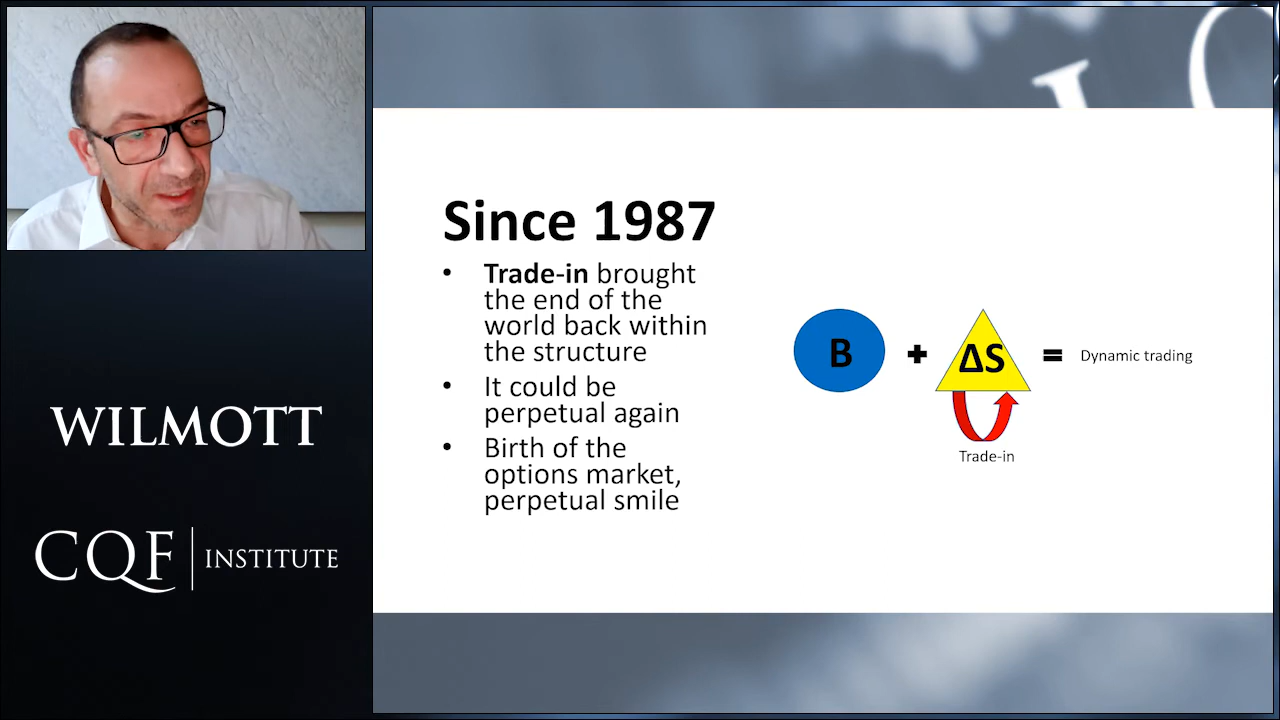 WILMOTT
CQF INSTITUTE
Since 1987
• Trade-in brought
the end of the
world back within
the structure
• It could be
perpetual again
• Birth of the
options market,
perpetual smile
B + ΔS = Dynamic trading
Trade-in